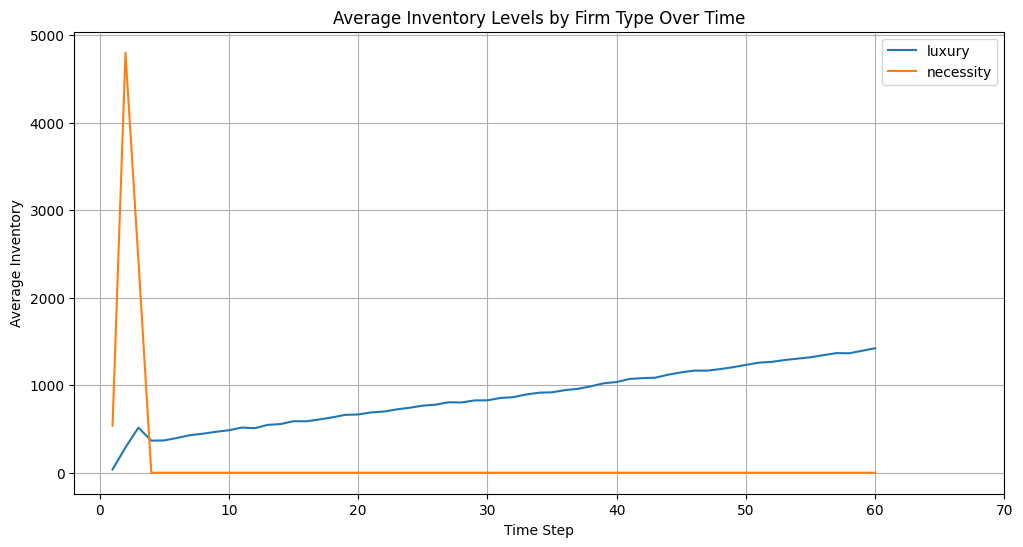 Average Inventory Levels by Firm Type Over Time
luxury
necessity
Average Inventory
5000
4000
3000
2000
1000
0
0 10 20 30 40 50 60 70
Time Step